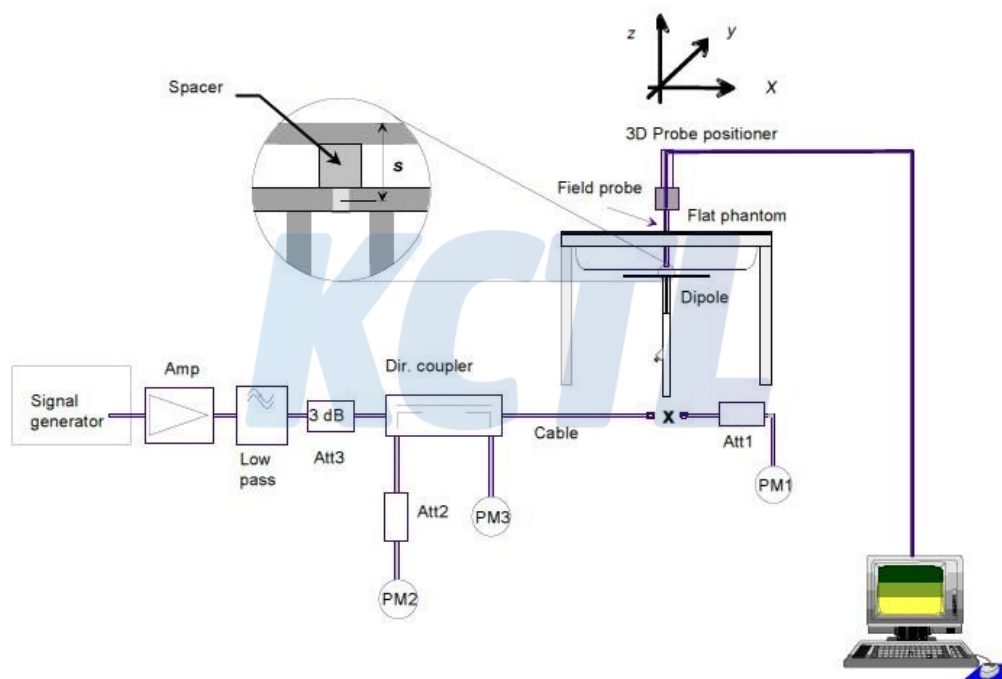 z
y
X
Spacer
s
3D Probe positioner
Field probe
Flat phantom
Dipole
KCTL
Signal
generator
Amp
Low
pass
3 dB
Att3
Dir. coupler
Cable
X
Att1
PM1
Att2
PM3
PM2